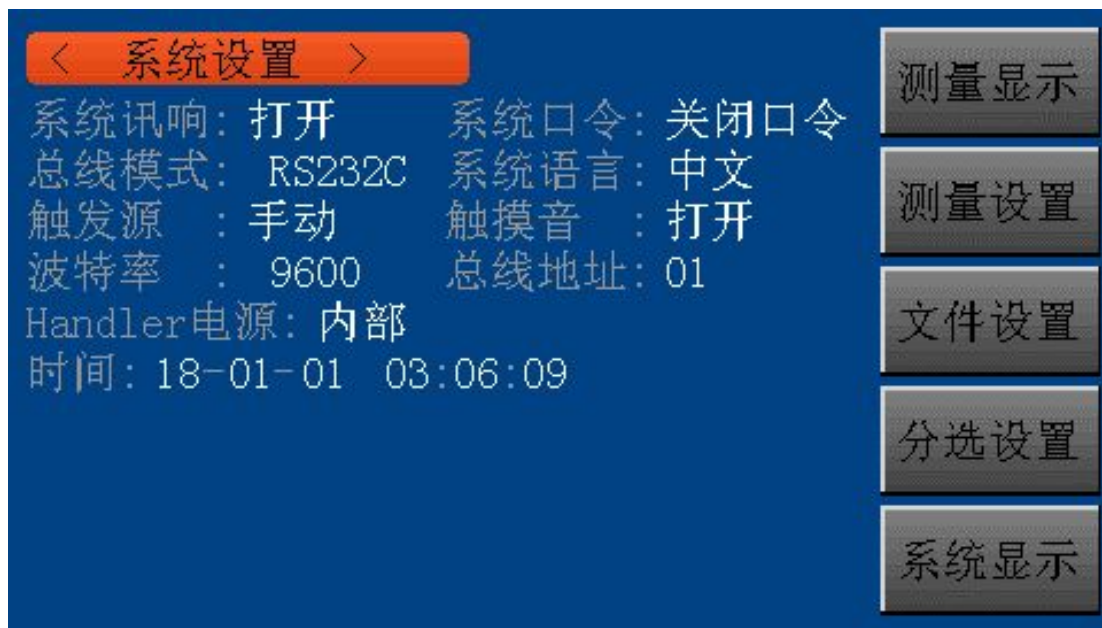 < 系统设置 >
系统讯响: 打开 系统口令: 关闭口令
总线模式: RS232C 系统语言: 中文
触发源 : 手动 触摸音 : 打开
波特率 : 9600 总线地址: 01
Handler电源: 内部
时间: 18-01-01 03:06:09
测量显示
测量设置
文件设置
分选设置
系统显示